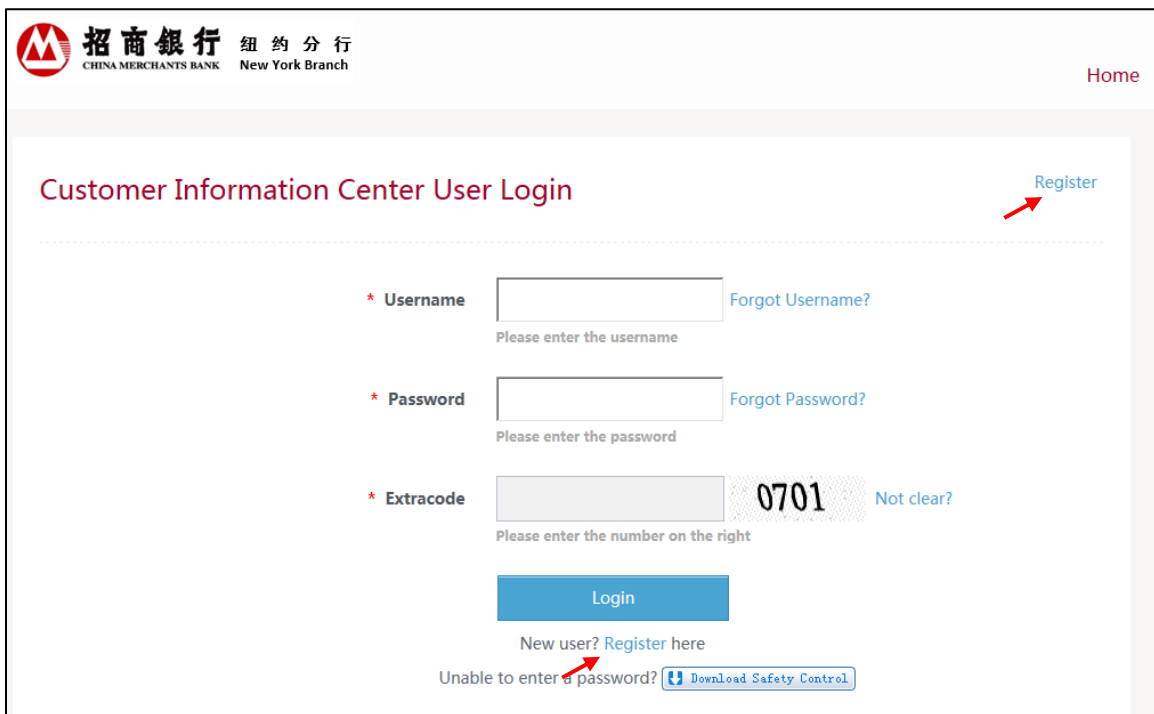 招商銀行 纽约分行
CHINA MERCHANTS BANK New York Branch
Home
Customer Information Center User Login
Register
* Username
Forgot Username?
Please enter the username
* Password
Forgot Password?
Please enter the password
* Extracode
0701
Not clear?
Please enter the number on the right
Login
New user? Register here
Unable to enter a password? Download Safety Control